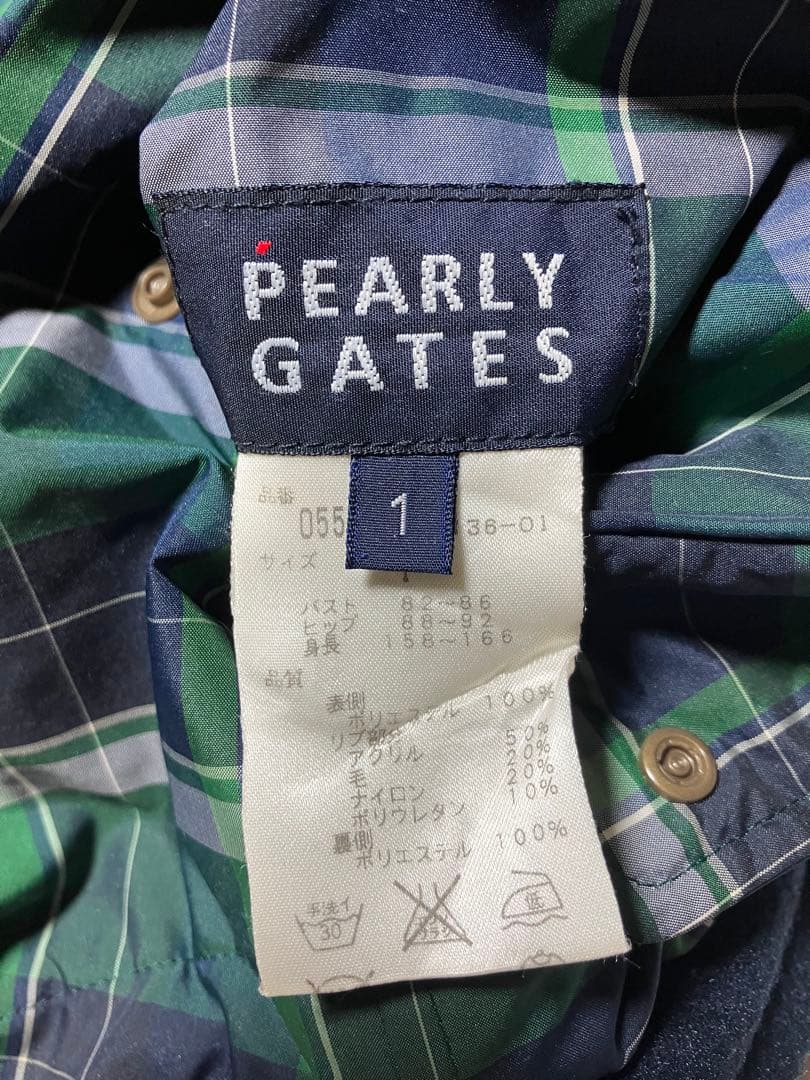 PEARLY
GATES
1
品番
055 36-01
サイズ
バスト 82~86
ヒップ 88~92
身長 158~166
品質
表側
ポリエステル 100%
リブ部分
アクリル 50%
毛 20%
ナイロン 20%
ポリウレタン 10%
裏側
ポリエステル 100%
手洗イ
30
低